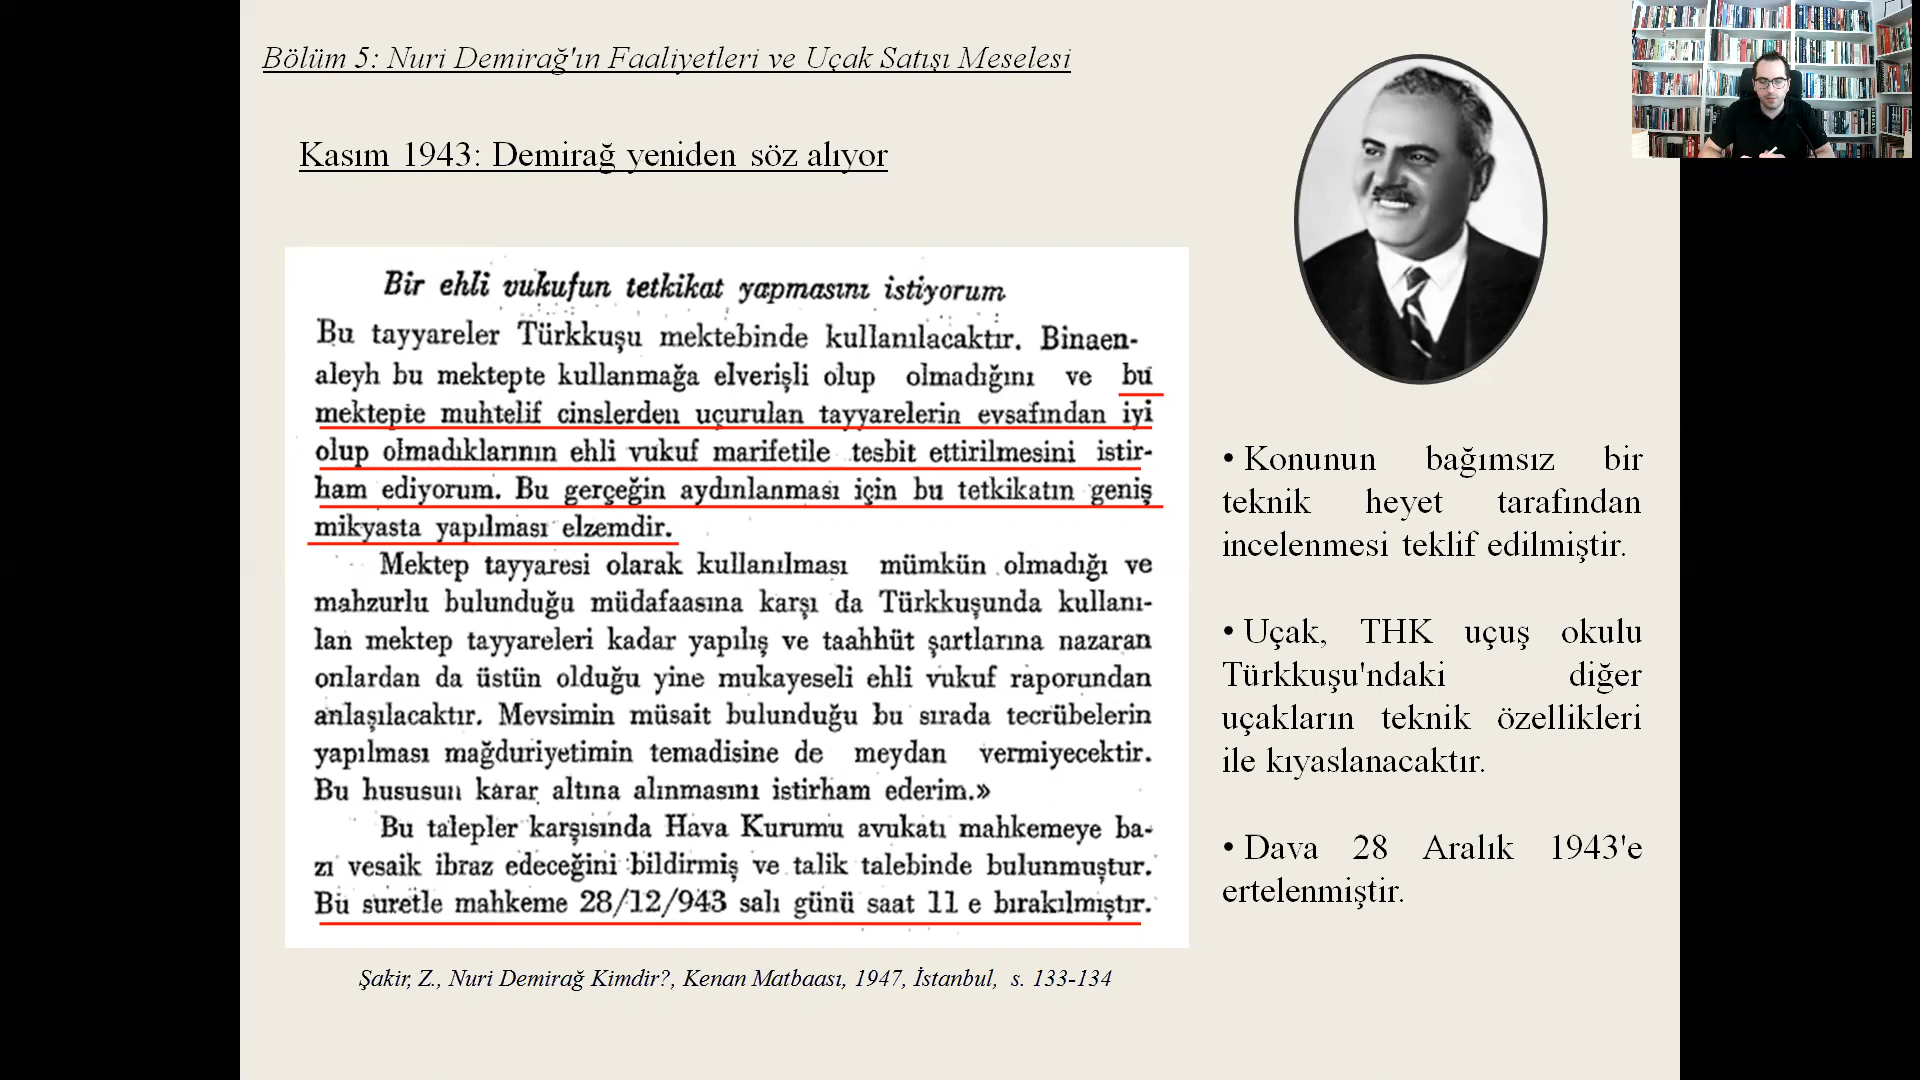 Bölüm 5: Nuri Demirağ'ın Faaliyetleri ve Uçak Satışı Meselesi
Kasım 1943: Demirağ yeniden söz alıyor
Bir ehli vukufun tetkikat yapmasını istiyorum
Bu tayyareler Türkkuşu mektebinde kullanılacaktır. Binaen-
aleyh bu mektepte kullanmağa elverişli olup olmadığını ve bu
mektepte muhtelif cinslerden uçurulan tayyarelerin evsafından iyi
olup olmadıklarının ehli vukuf marifetile tesbit ettirilmesini istir-
ham ediyorum. Bu gerçeğin aydınlanması için bu tetkikatın geniş
mikyasta yapılması elzemdir.
Mektep tayyaresi olarak kullanılması mümkün olmadığı ve
mahzurlu bulunduğu müdafaasına karşı da Türkkuşunda kullanı-
lan mektep tayyareleri kadar yapılış ve taahhüt şartlarına nazaran
onlardan da üstün olduğu yine mukayeseli ehli vukuf raporundan
anlaşılacaktır. Mevsimin müsait bulunduğu bu sırada tecrübelerin
yapılması mağduriyetimin temadisine de meydan vermiyecektir.
Bu hususun karar altına alınmasını istirham ederim.»
Bu talepler karşısında Hava Kurumu avukatı mahkemeye ba-
zı vesaik ibraz edeceğini bildirmiş ve talik talebinde bulunmuştur.
Bu suretle mahkeme 28/12/943 salı günü saat 11 e bırakılmıştır.
Şakir, Z., Nuri Demirağ Kimdir?, Kenan Matbaası, 1947, İstanbul, s. 133-134
• Konunun bağımsız bir
teknik heyet tarafından
incelenmesi teklif edilmiştir.
• Uçak, THK uçuş okulu
Türkkuşu'ndaki diğer
uçakların teknik özellikleri
ile kıyaslanacaktır.
• Dava 28 Aralık 1943'e
ertelenmiştir.